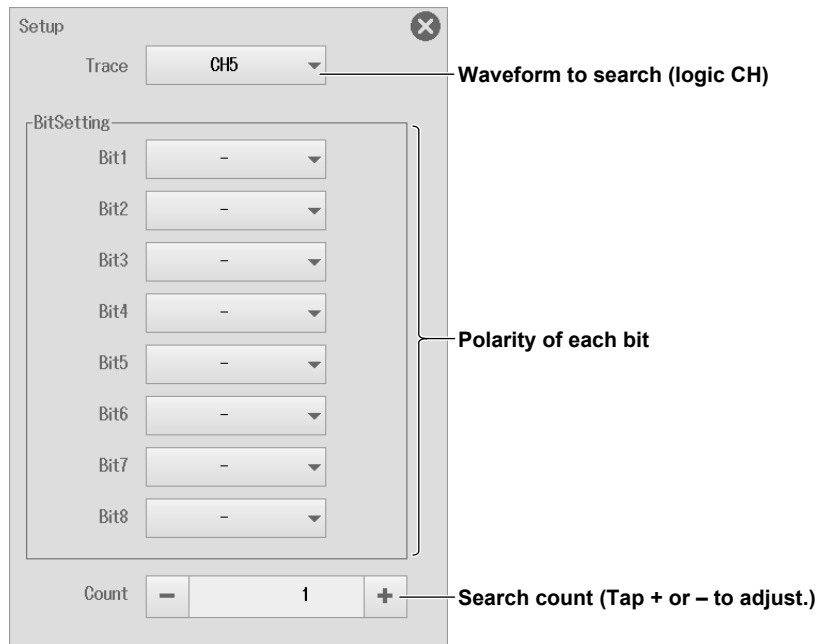 Setup
Trace CH5
Waveform to search (logic CH)
BitSetting
Bit1 -
Bit2 -
Bit3 -
Bit4 -
Bit5 -
Polarity of each bit
Bit6 -
Bit7 -
Bit8 -
Count - 1 +
Search count (Tap + or – to adjust.)